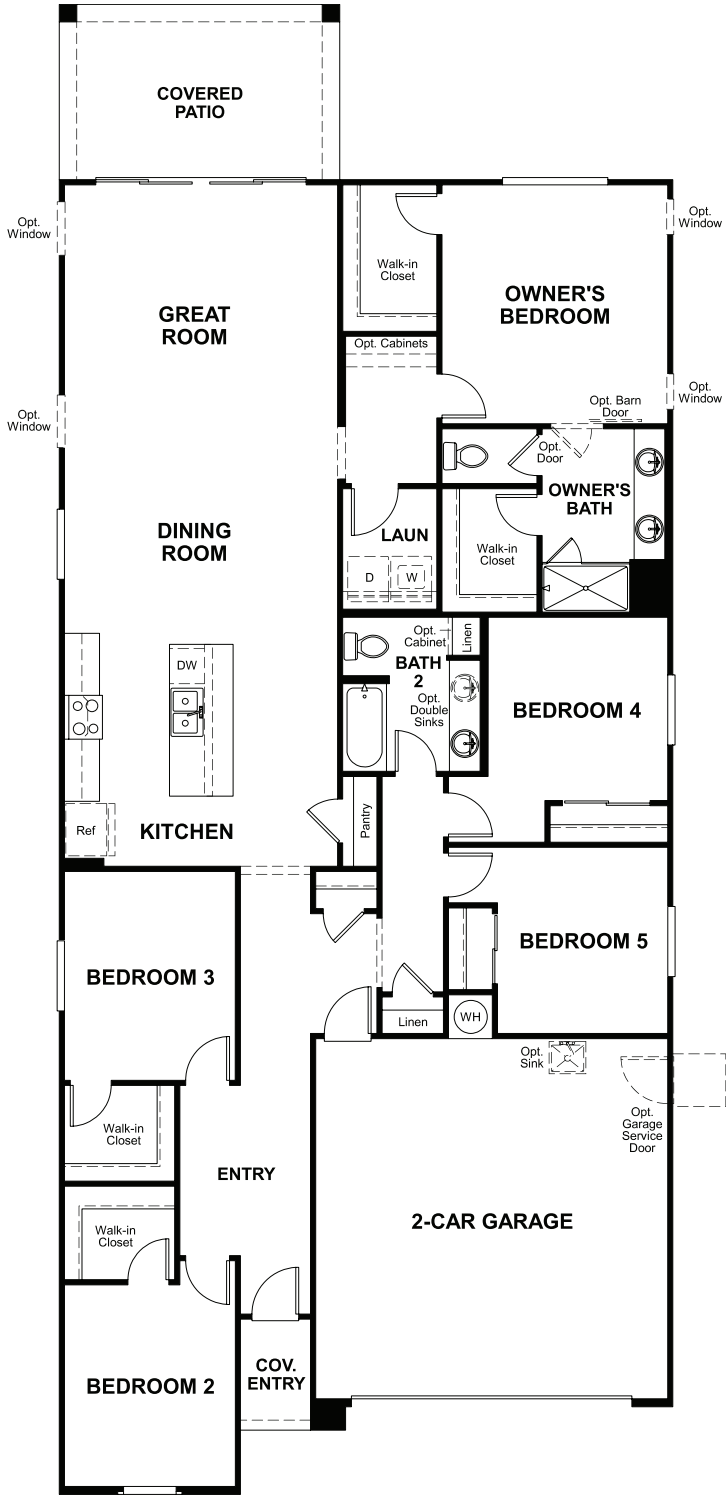 COVERED
PATIO
Opt.
Window
Walk-in
Closet
Opt.
Window
GREAT
ROOM
OWNER'S
BEDROOM
Opt. Cabinets
Opt.
Window
Opt.
Window
Opt. Barn
Door
Opt.
Door
OWNER'S
BATH
DINING
ROOM
LAUN
Walk-in
Closet
D
W
Opt.
Cabinet
Linen
BATH
2
DW
Opt.
Double
Sinks
BEDROOM 4
Ref
KITCHEN
Pantry
BEDROOM 3
BEDROOM 5
Linen
WH
Opt.
Sink
Walk-in
Closet
Opt.
Garage
Service
Door
ENTRY
2-CAR GARAGE
Walk-in
Closet
BEDROOM 2
COV.
ENTRY